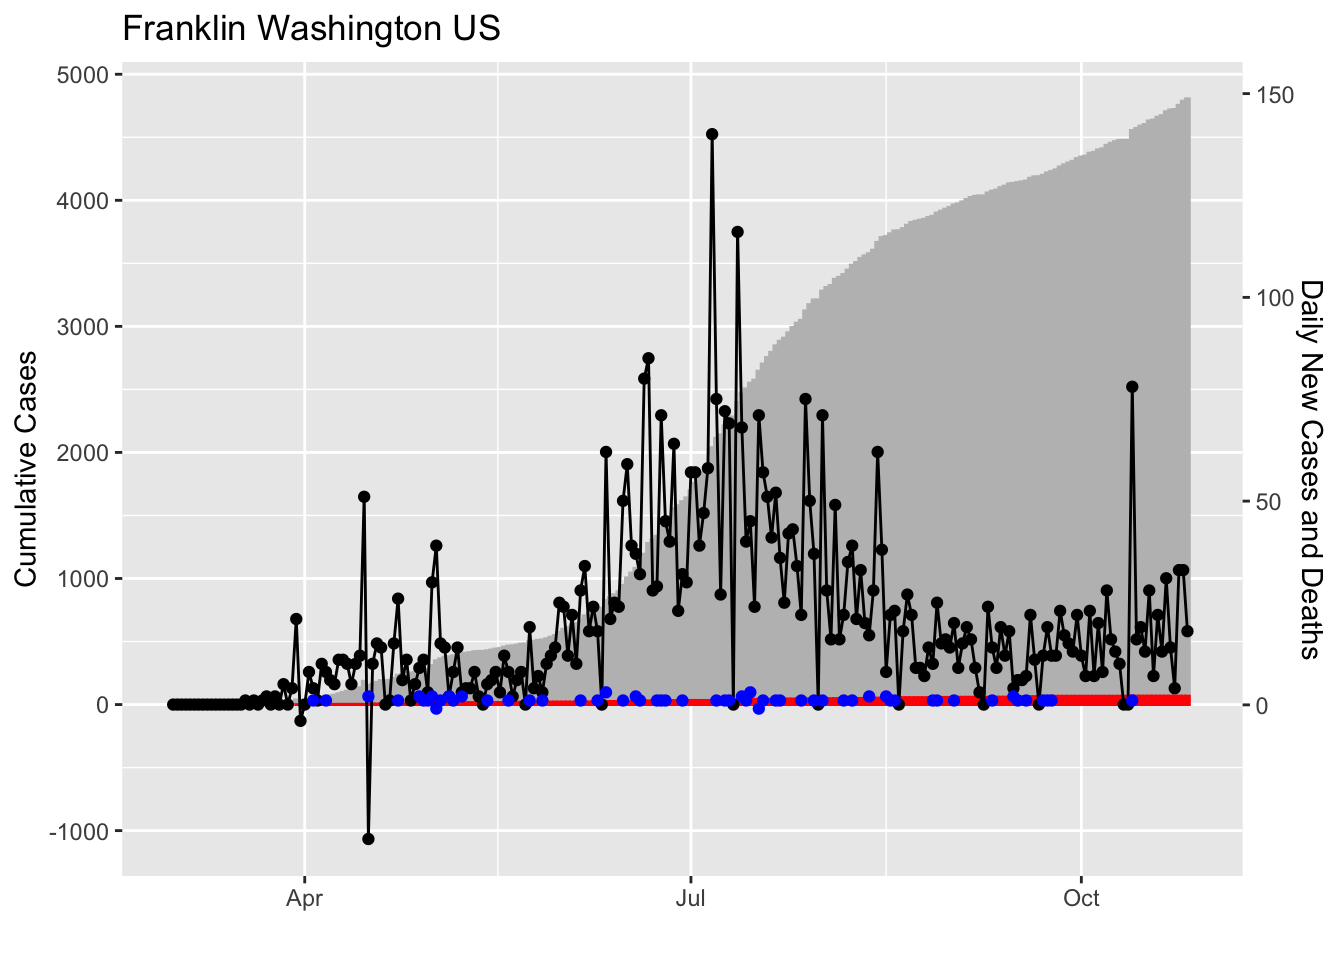 Franklin Washington US
5000
4000
3000
2000
1000
0
-1000
Cumulative Cases
150
100
50
0
Daily New Cases and Deaths
Apr
Jul
Oct